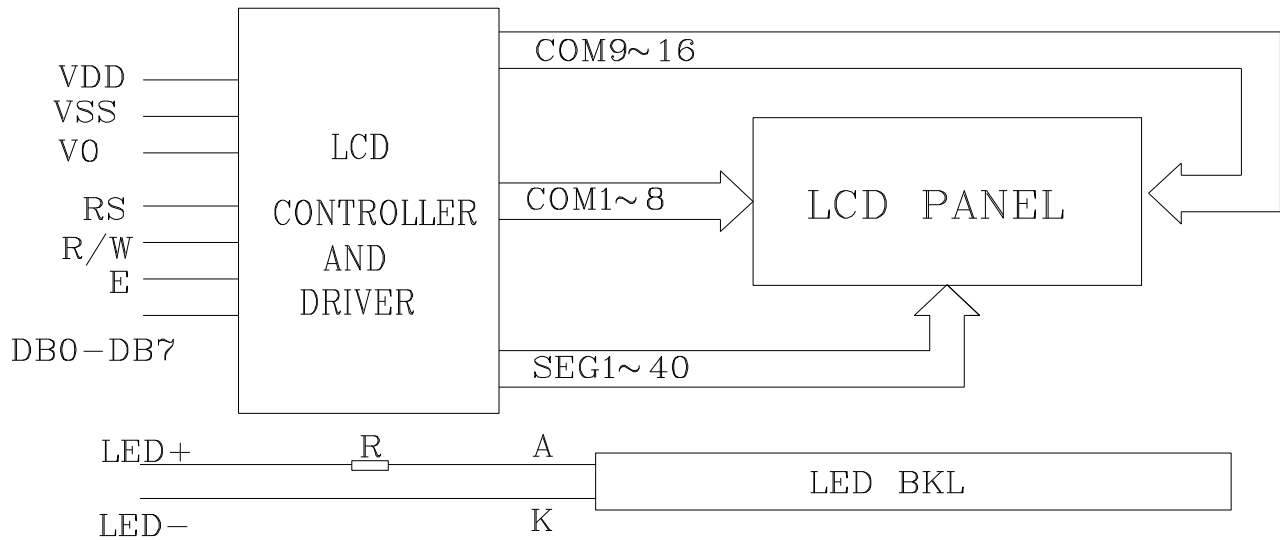 VDD
VSS
V0
RS
R/W
E
DB0-DB7
LCD
CONTROLLER
AND
DRIVER
COM9~16
COM1~8
SEG1~40
LCD PANEL
LED+
R
A
LED-
K
LED BKL